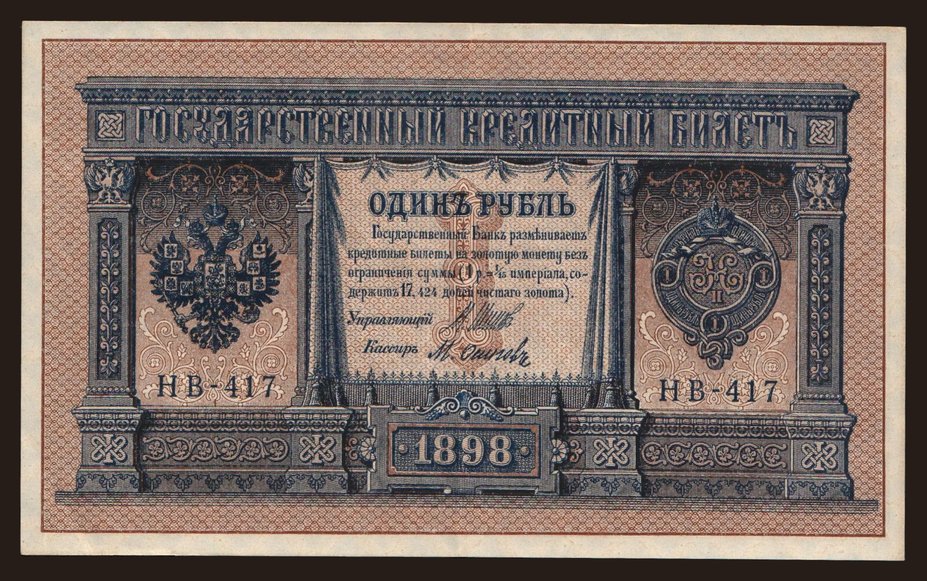 ГОСУДАРСТВЕННЫЙ КРЕДИТНЫЙ БИЛЕТЪ
ОДИНЪ РУБЛЬ
Государственный Банкъ размѣниваетъ
кредитные билеты на золотую монету безъ
ограниченія суммы (1 р.=1/15 имперіала, со-
держитъ 17,424 долей чистаго золота).
Управляющій
Кассиръ
НВ-417
НВ-417
1898